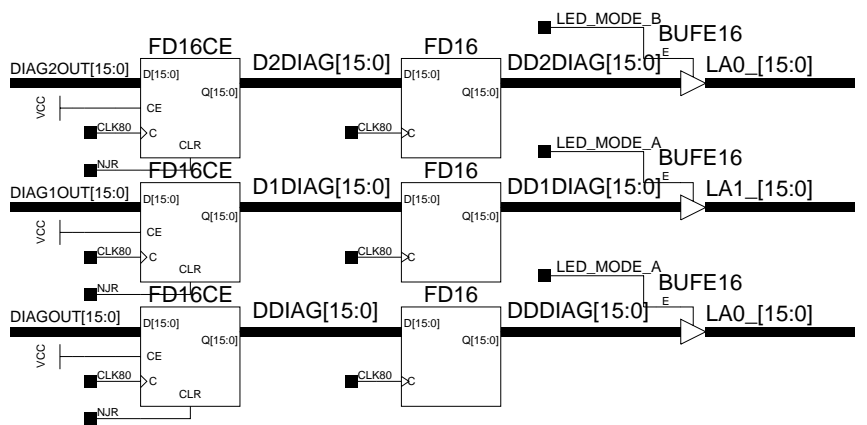 LED_MODE_B
FD16CE D2DIAG[15:0] FD16 DD2DIAG[15:0] BUFE16 LA0_[15:0]
DIAG2OUT[15:0] D[15:0] D[15:0] E
Q[15:0] Q[15:0]
VCC CE
CLK80 C CLK80 C
CLR
NJR LED_MODE_A
FD16CE D1DIAG[15:0] FD16 DD1DIAG[15:0] BUFE16 LA1_[15:0]
DIAG1OUT[15:0] D[15:0] D[15:0] E
Q[15:0] Q[15:0]
VCC CE
CLK80 C CLK80 C
CLR
NJR LED_MODE_A
FD16CE DDIAG[15:0] FD16 DDDIAG[15:0] BUFE16 LA0_[15:0]
DIAGOUT[15:0] D[15:0] D[15:0] E
Q[15:0] Q[15:0]
VCC CE
CLK80 C CLK80 C
CLR
NJR